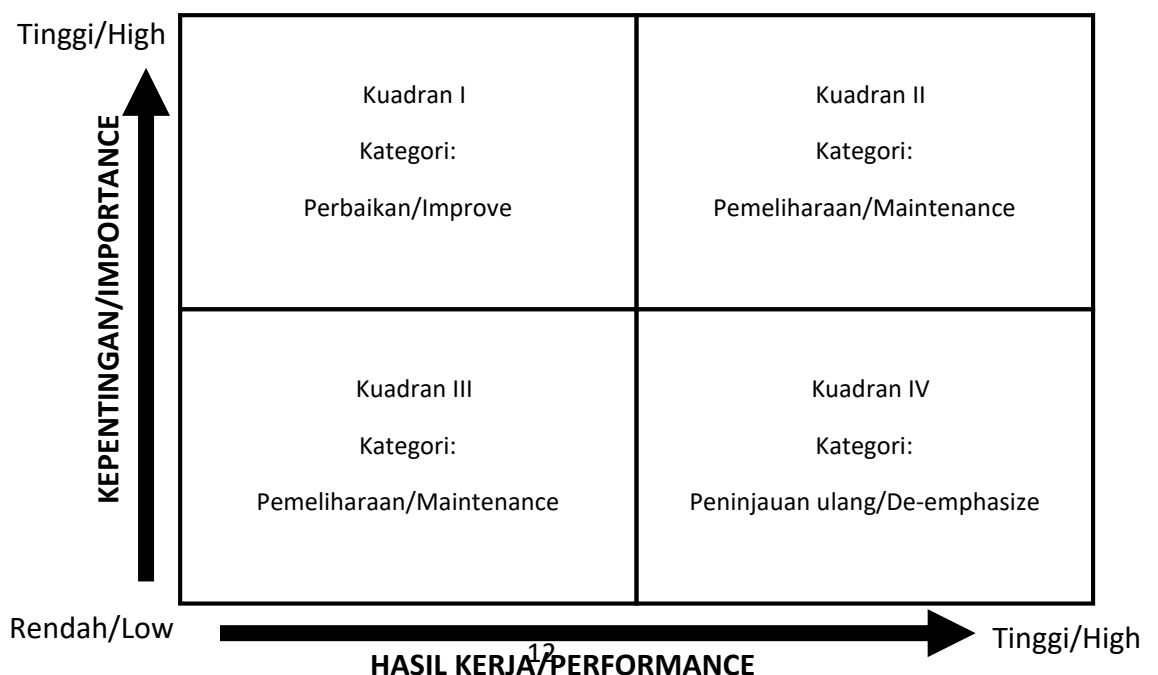 Tinggi/High
KEPENTINGAN/IMPORTANCE
Kuadran I
Kategori:
Perbaikan/Improve
Kuadran II
Kategori:
Pemeliharaan/Maintenance
Kuadran III
Kategori:
Pemeliharaan/Maintenance
Kuadran IV
Kategori:
Peninjauan ulang/De-emphasize
Rendah/Low
Tinggi/High
12
HASIL KERJA/PERFORMANCE